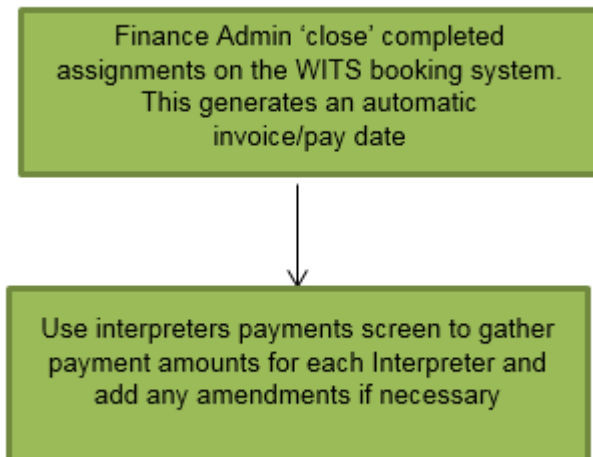 Finance Admin ‘close’ completed
assignments on the WITS booking system.
This generates an automatic
invoice/pay date
Use interpreters payments screen to gather
payment amounts for each Interpreter and
add any amendments if necessary